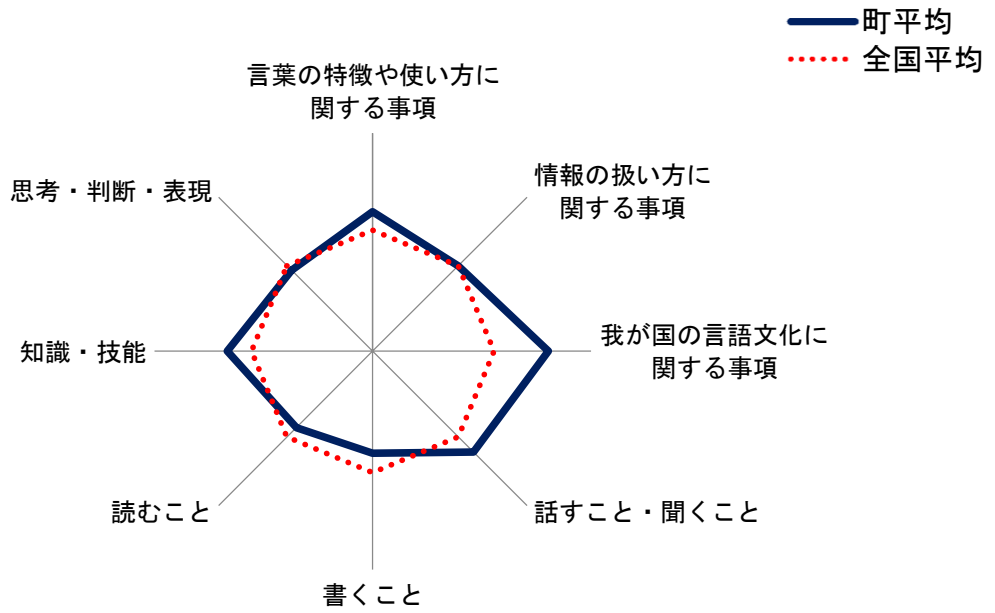 町平均
全国平均
言葉の特徴や使い方に
関する事項
情報の扱い方に
関する事項
我が国の言語文化に
関する事項
話すこと・聞くこと
書くこと
読むこと
知識・技能
思考・判断・表現